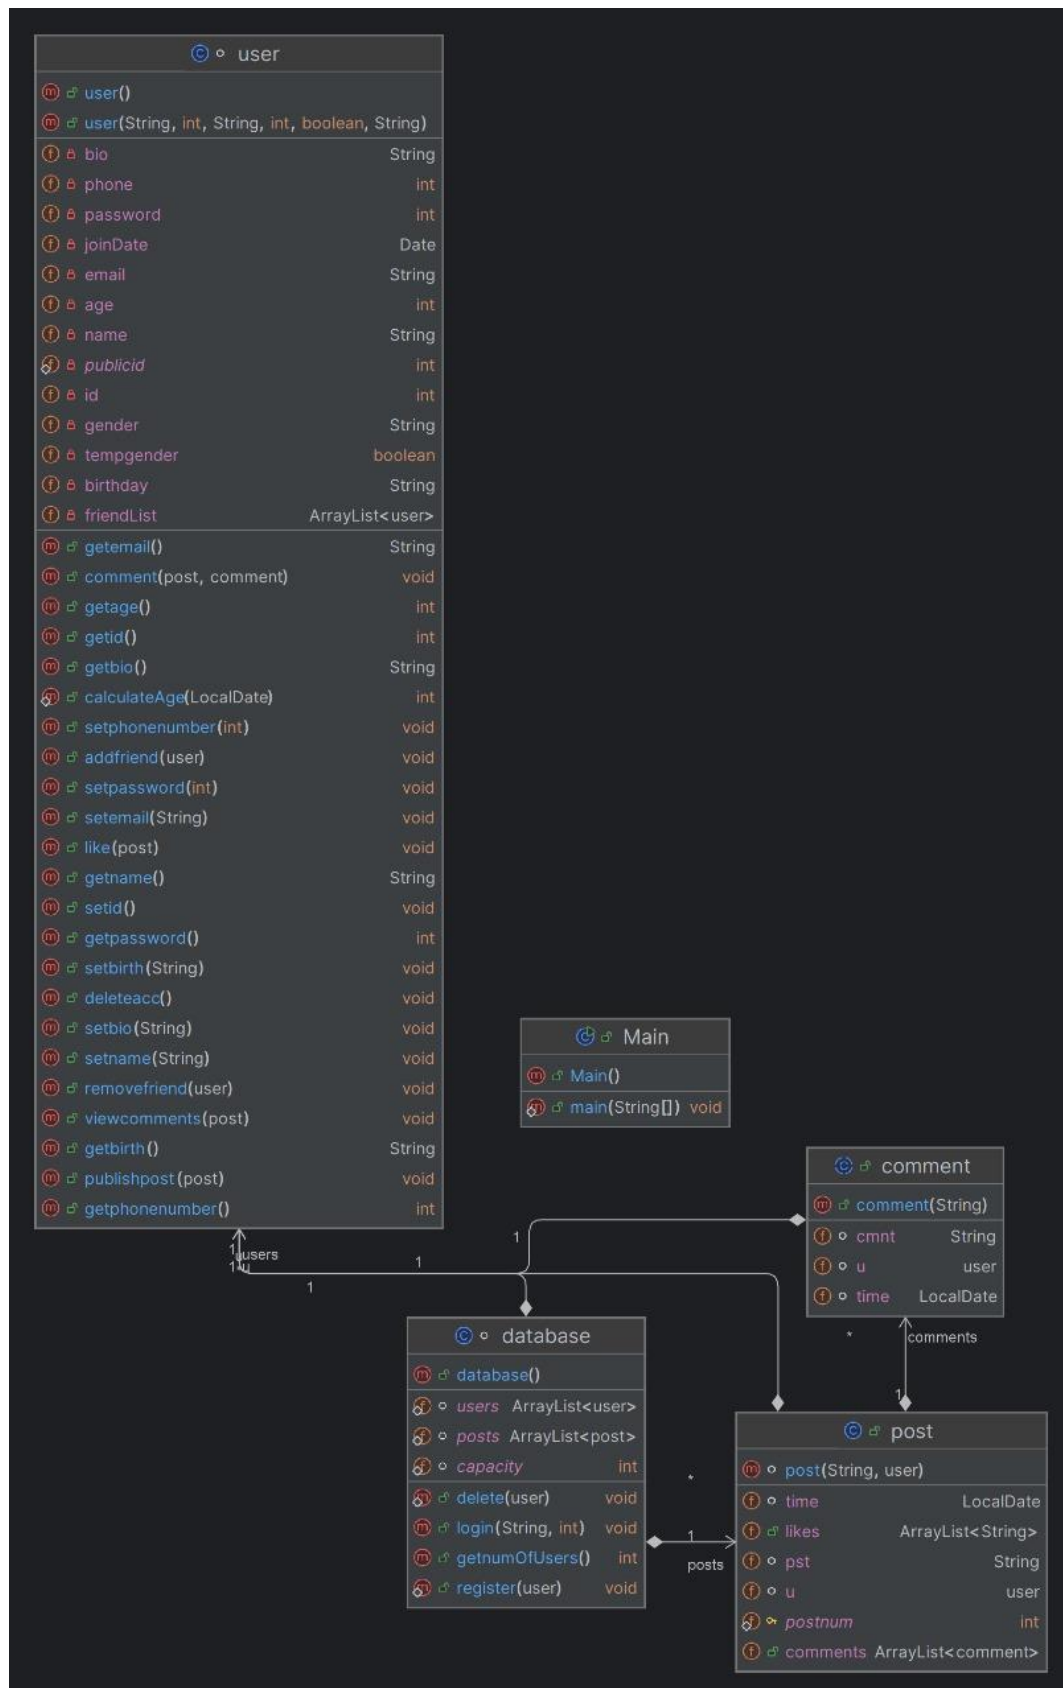 user
user()
user(String, int, String, int, boolean, String)
bio String
phone int
password int
joinDate Date
email String
age int
name String
publicid int
id int
gender String
tempgender boolean
birthday String
friendList ArrayList<user>
getemail() String
comment(post, comment) void
getage() int
getid() int
getbio() String
calculateAge(LocalDate) int
setphonenumber(int) void
addfriend(user) void
setpassword(int) void
setemail(String) void
like(post) void
getname() String
setid() void
getpassword() int
setbirth(String) void
deleteacc() void
setbio(String) void
setname(String) void
removefriend(user) void
viewcomments(post) void
getbirth() String
publishpost(post) void
getphonenumber() int
Main
Main()
main(String[]) void
comment
comment(String)
cmnt String
u user
time LocalDate
1
1
users
1
u
1
1
database
database()
users ArrayList<user>
posts ArrayList<post>
capacity int
delete(user) void
login(String, int) void
getnumOfUsers() int
register(user) void
*
1
posts
*
comments
1
post
post(String, user)
time LocalDate
likes ArrayList<String>
pst String
u user
postnum int
comments ArrayList<comment>